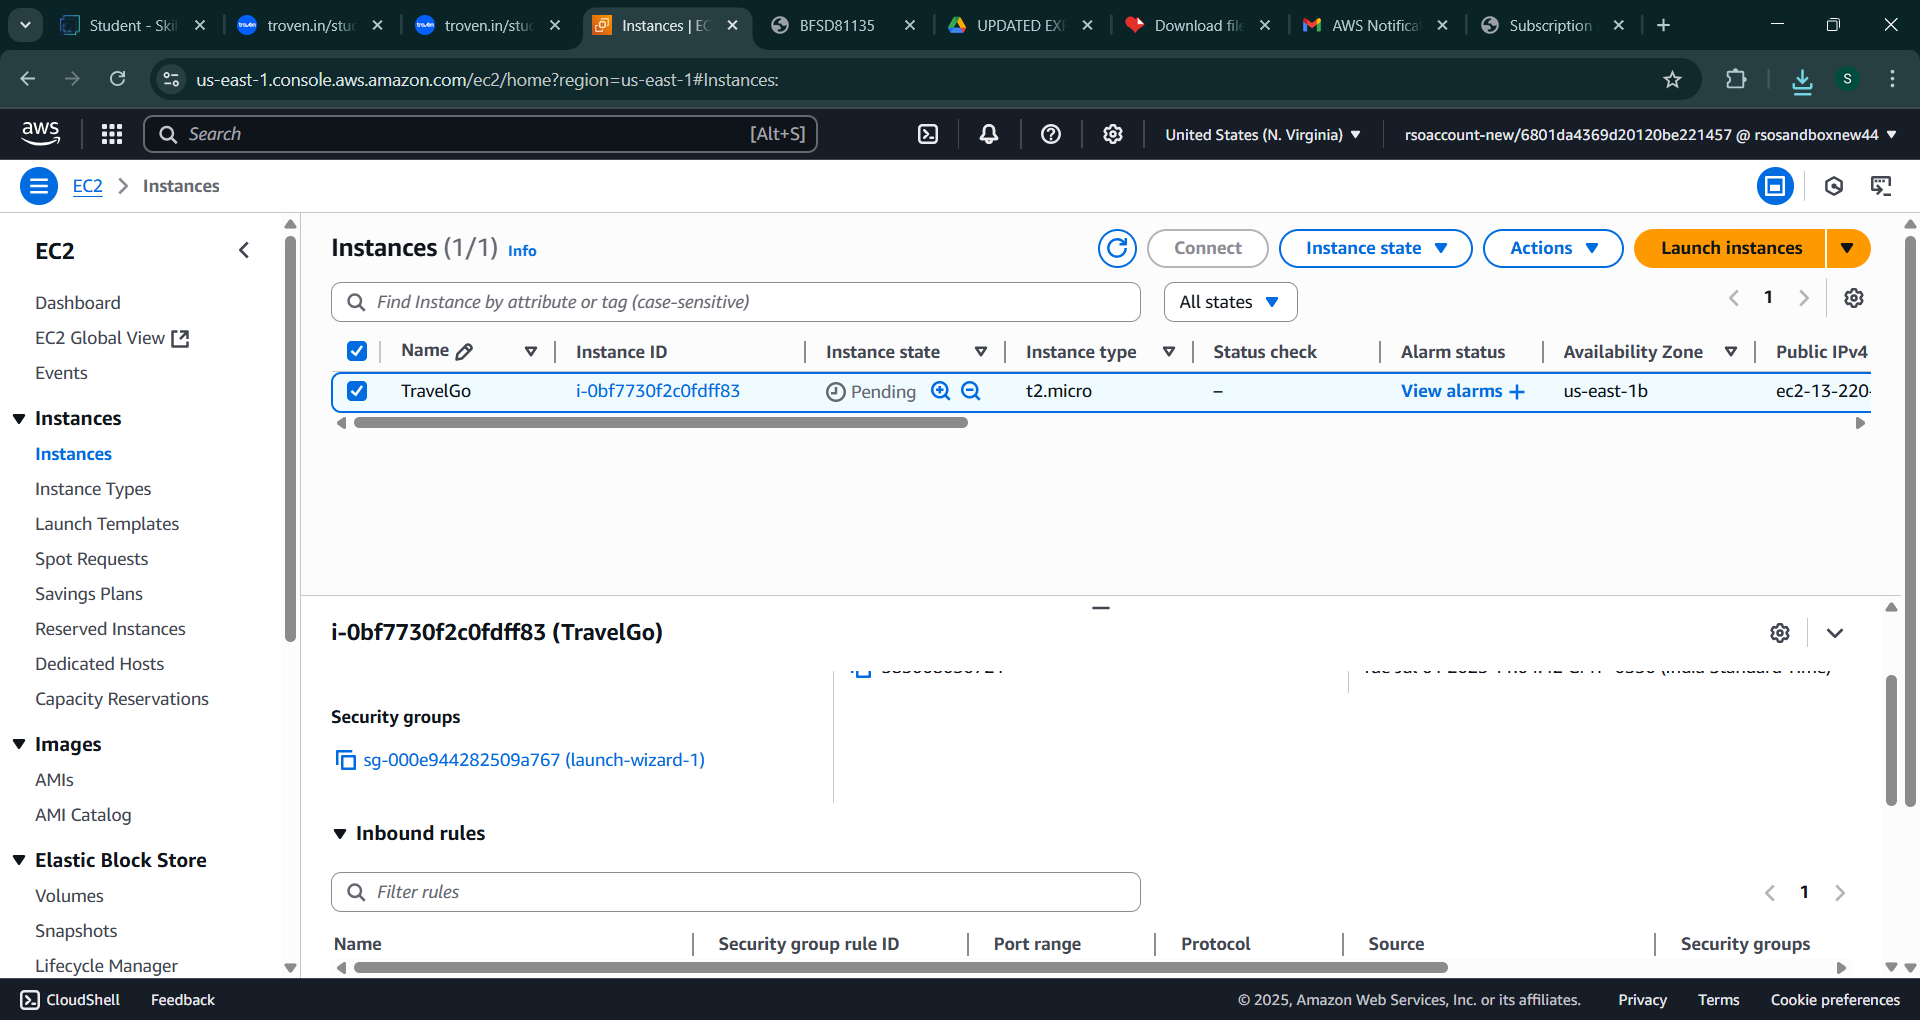 Student - Skil
troven.in/stud
troven.in/stud
Instances | EC
BFSD81135
UPDATED EXP
Download file
AWS Notificat
Subscription
us-east-1.console.aws.amazon.com/ec2/home?region=us-east-1#Instances:
S
aws
Search
[Alt+S]
United States (N. Virginia)
rsoaccount-new/6801da4369d20120be221457 @ rsosandboxnew44
EC2
Instances
EC2
Dashboard
EC2 Global View
Events
Instances
Instances
Instance Types
Launch Templates
Spot Requests
Savings Plans
Reserved Instances
Dedicated Hosts
Capacity Reservations
Images
AMIs
AMI Catalog
Elastic Block Store
Volumes
Snapshots
Lifecycle Manager
Instances (1/1) Info
Connect
Instance state
Actions
Launch instances
Find Instance by attribute or tag (case-sensitive)
All states
1
Name Instance ID Instance state Instance type Status check Alarm status Availability Zone Public IPv4
TravelGo i-0bf7730f2c0fdff83 Pending t2.micro – View alarms + us-east-1b ec2-13-220-
i-0bf7730f2c0fdff83 (TravelGo)
Security groups
sg-000e944282509a767 (launch-wizard-1)
Inbound rules
Filter rules
1
Name Security group rule ID Port range Protocol Source Security groups
CloudShell Feedback
© 2025, Amazon Web Services, Inc. or its affiliates. Privacy Terms Cookie preferences